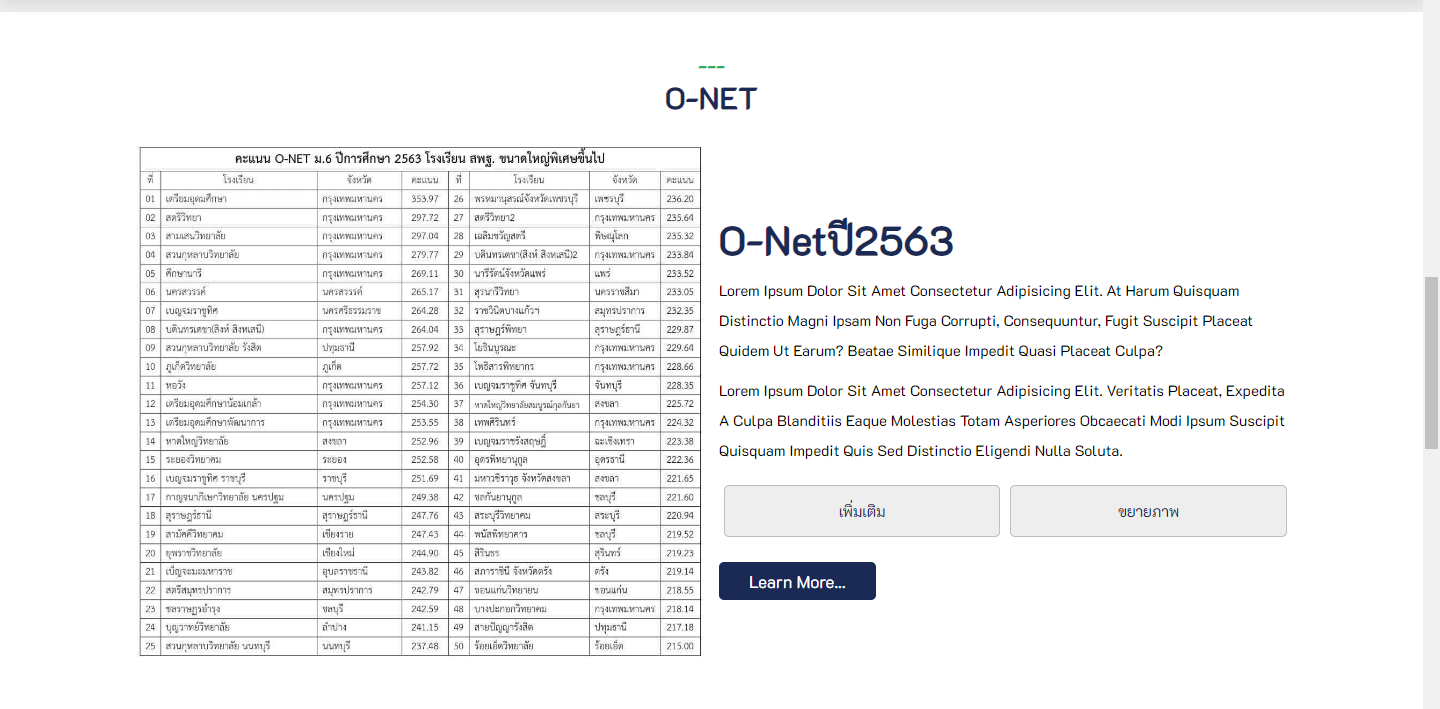 ---
O-NET
คะแนน O-NET ม.6 ปีการศึกษา 2563 โรงเรียน สพฐ. ขนาดใหญ่พิเศษขึ้นไป
ที่ โรงเรียน จังหวัด คะแนน ที่ โรงเรียน จังหวัด คะแนน
01 เตรียมอุดมศึกษา กรุงเทพมหานคร 353.97 26 พรหมานุสรณ์จังหวัดเพชรบุรี เพชรบุรี 236.20
02 สตรีวิทยา กรุงเทพมหานคร 297.72 27 สตรีวิทยา2 กรุงเทพมหานคร 235.64
03 สามเสนวิทยาลัย กรุงเทพมหานคร 297.04 28 เฉลิมขวัญสตรี พิษณุโลก 235.32
04 สวนกุหลาบวิทยาลัย กรุงเทพมหานคร 279.77 29 บดินทรเดชา(สิงห์ สิงหเสนี)2 กรุงเทพมหานคร 233.84
05 ศึกษานารี กรุงเทพมหานคร 269.11 30 นารีรัตน์จังหวัดแพร่ แพร่ 233.52
06 นครสวรรค์ นครสวรรค์ 265.17 31 สุรนารีวิทยา นครราชสีมา 233.05
07 เบญจมราชูทิศ นครศรีธรรมราช 264.28 32 ราชวินิตบางแก้วฯ สมุทรปราการ 232.35
08 บดินทรเดชา(สิงห์ สิงหเสนี) กรุงเทพมหานคร 264.04 33 สุราษฎร์พิทยา สุราษฎร์ธานี 229.87
09 สวนกุหลาบวิทยาลัย รังสิต ปทุมธานี 257.92 34 โยธินบูรณะ กรุงเทพมหานคร 229.64
10 ภูเก็ตวิทยาลัย ภูเก็ต 257.72 35 โพธิสารพิทยากร กรุงเทพมหานคร 228.66
11 หอวัง กรุงเทพมหานคร 257.12 36 เบญจมราชูทิศ จันทบุรี จันทบุรี 228.35
12 เตรียมอุดมศึกษาน้อมเกล้า กรุงเทพมหานคร 254.30 37 หาดใหญ่วิทยาลัยสมบูรณ์กุลกันยา สงขลา 225.72
13 เตรียมอุดมศึกษาพัฒนาการ กรุงเทพมหานคร 253.55 38 เทพศิรินทร์ กรุงเทพมหานคร 224.32
14 หาดใหญ่วิทยาลัย สงขลา 252.96 39 เบญจมราชรังสฤษฎิ์ ฉะเชิงเทรา 223.38
15 ระยองวิทยาคม ระยอง 252.58 40 อุดรพิทยานุกูล อุดรธานี 222.36
16 เบญจมราชูทิศ ราชบุรี ราชบุรี 251.69 41 มหาวชิราวุธ จังหวัดสงขลา สงขลา 221.65
17 กาญจนาภิเษกวิทยาลัย นครปฐม นครปฐม 249.38 42 ชลกันยานุกูล ชลบุรี 221.60
18 สุราษฎร์ธานี สุราษฎร์ธานี 247.76 43 สระบุรีวิทยาคม สระบุรี 220.94
19 สามัคคีวิทยาคม เชียงราย 247.43 44 พนัสพิทยาคาร ชลบุรี 219.52
20 ยุพราชวิทยาลัย เชียงใหม่ 244.90 45 สิรินธร สุรินทร์ 219.23
21 เบ็ญจะมะมหาราช อุบลราชธานี 243.82 46 สภาราชินี จังหวัดตรัง ตรัง 219.14
22 สตรีสมุทรปราการ สมุทรปราการ 242.79 47 ขอนแก่นวิทยายน ขอนแก่น 218.55
23 ชลราษฎรอำรุง ชลบุรี 242.59 48 บางปะกอกวิทยาคม กรุงเทพมหานคร 218.14
24 บุญวาทย์วิทยาลัย ลำปาง 241.15 49 สายปัญญารังสิต ปทุมธานี 217.18
25 สวนกุหลาบวิทยาลัย นนทบุรี นนทบุรี 237.48 50 ร้อยเอ็ดวิทยาลัย ร้อยเอ็ด 215.00
O-Netปี2563
Lorem Ipsum Dolor Sit Amet Consectetur Adipisicing Elit. At Harum Quisquam
Distinctio Magni Ipsam Non Fuga Corrupti, Consequuntur, Fugit Suscipit Placeat
Quidem Ut Earum? Beatae Similique Impedit Quasi Placeat Culpa?
Lorem Ipsum Dolor Sit Amet Consectetur Adipisicing Elit. Veritatis Placeat, Expedita
A Culpa Blanditiis Eaque Molestias Totam Asperiores Obcaecati Modi Ipsum Suscipit
Quisquam Impedit Quis Sed Distinctio Eligendi Nulla Soluta.
เพิ่มเติม ขยายภาพ
Learn More...